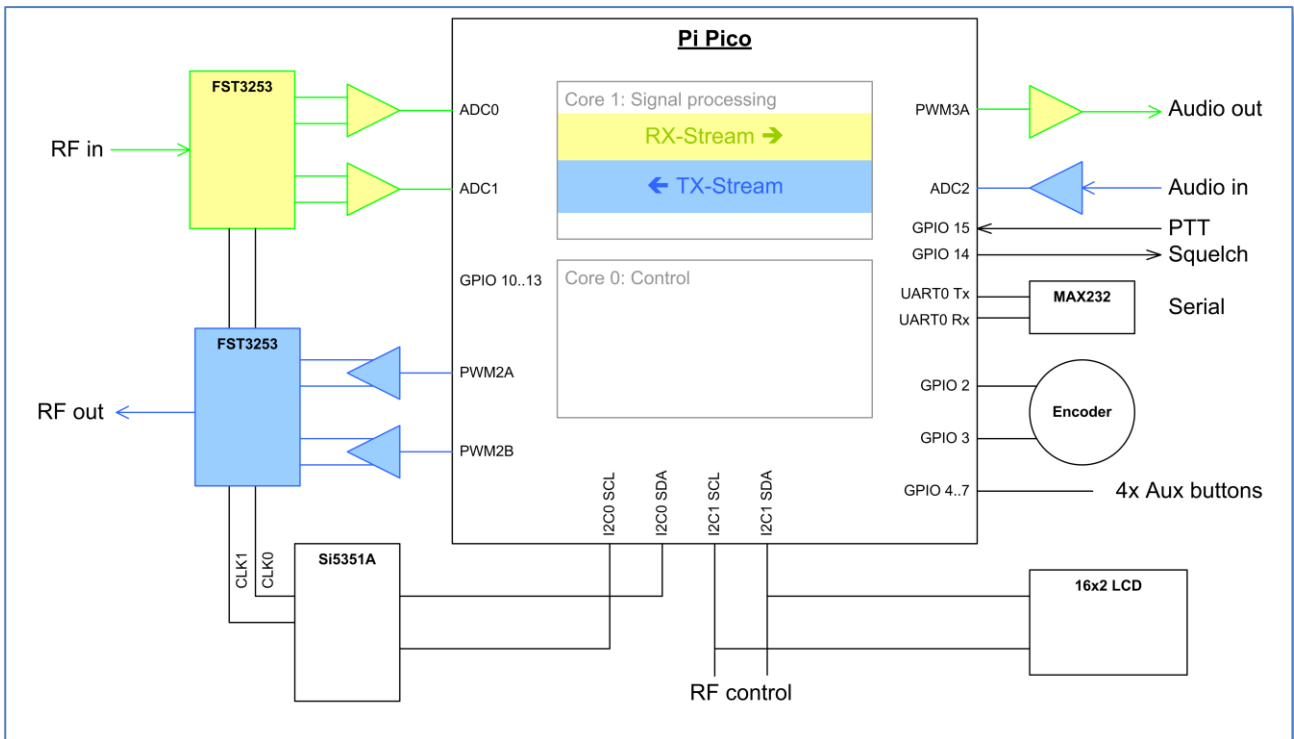 Pi Pico
FST3253
Core 1: Signal processing
RX-Stream →
← TX-Stream
RF in
ADC0
ADC1
PWM3A
Audio out
ADC2
Audio in
GPIO 15
PTT
GPIO 14
Squelch
GPIO 10..13
Core 0: Control
UART0 Tx
UART0 Rx
MAX232
Serial
FST3253
RF out
PWM2A
PWM2B
GPIO 2
GPIO 3
Encoder
GPIO 4..7
4x Aux buttons
I2C0 SCL
I2C0 SDA
I2C1 SCL
I2C1 SDA
CLK1
CLK0
Si5351A
16x2 LCD
RF control